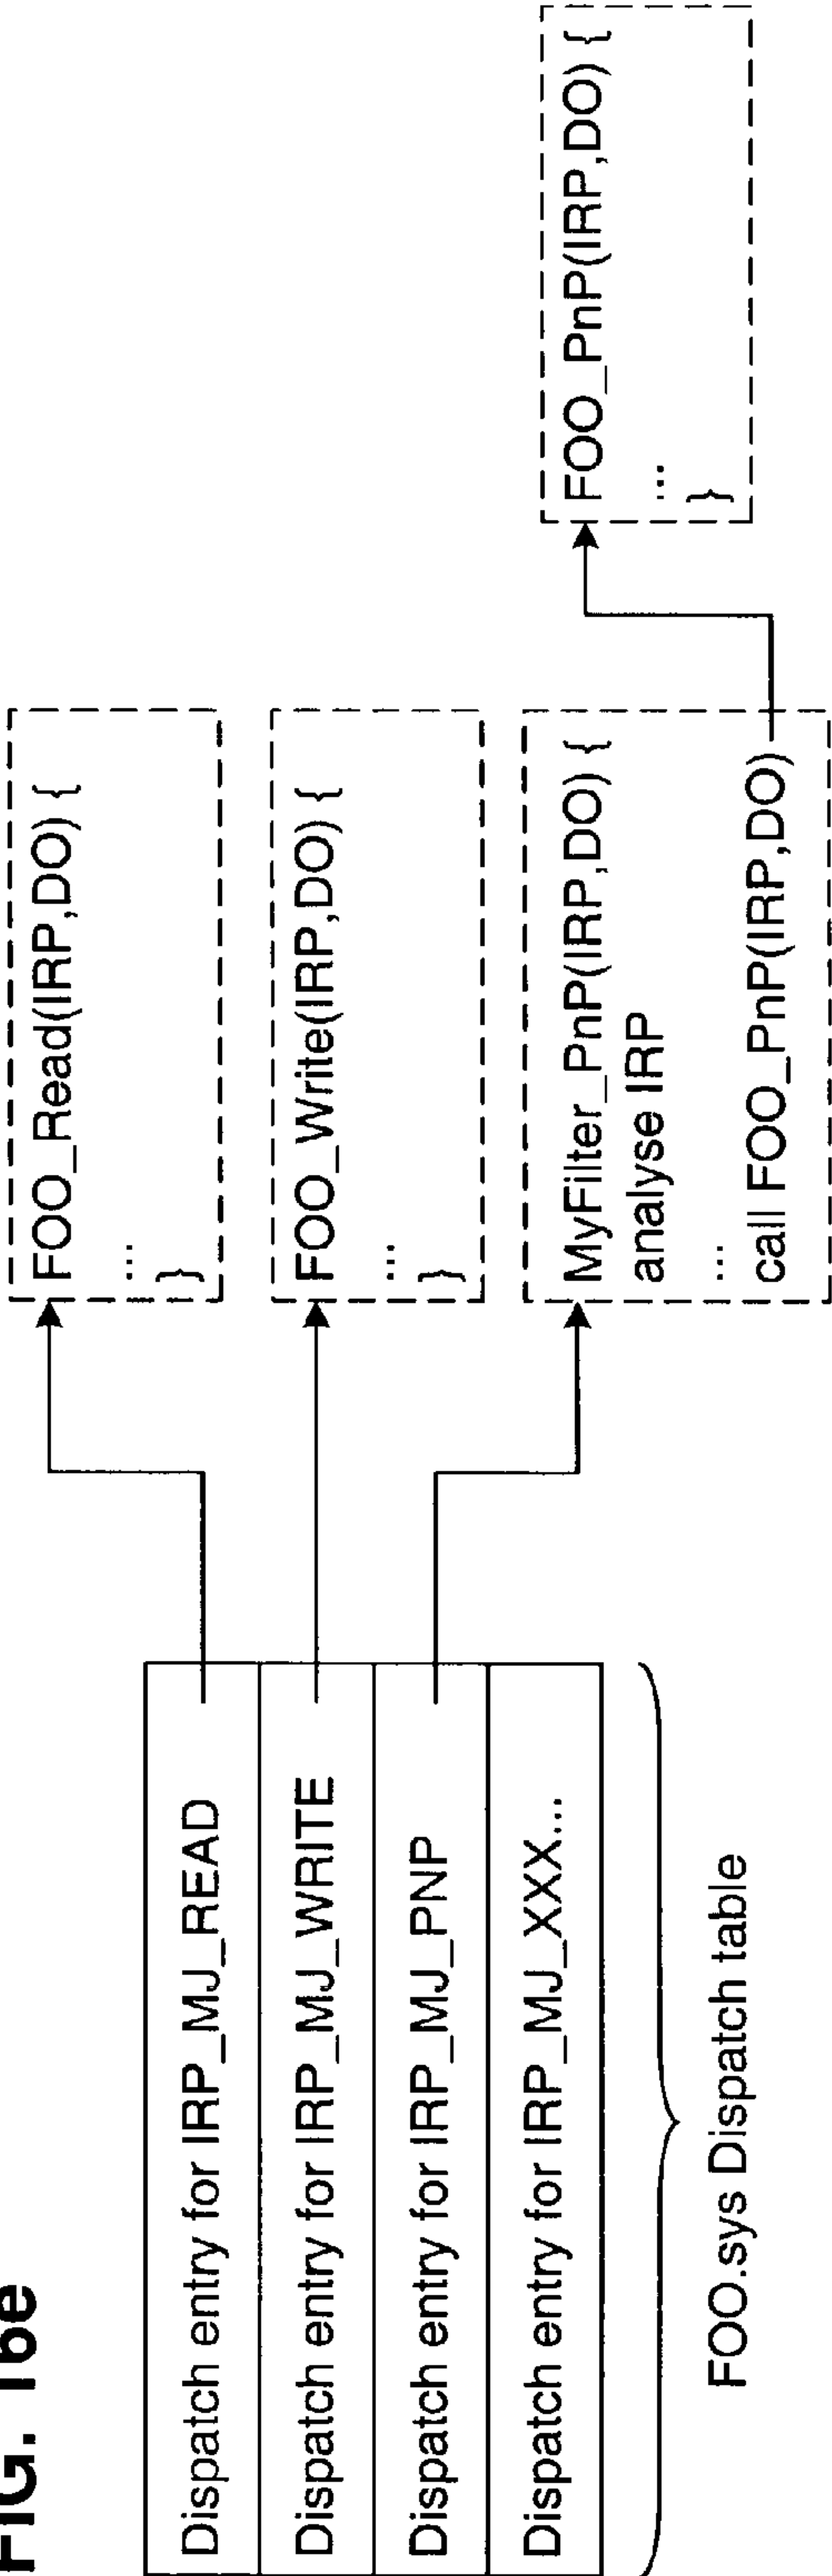 FIG. 16e
Dispatch entry for IRP_MJ_READ
Dispatch entry for IRP_MJ_WRITE
Dispatch entry for IRP_MJ_PNP
Dispatch entry for IRP_MJ_XXX...
FOO.sys Dispatch table
FOO_Read(IRP,DO) {
...
}
FOO_Write(IRP,DO) {
...
}
MyFilter_PnP(IRP,DO) {
analyse IRP
...
call FOO_PnP(IRP,DO)
FOO_PnP(IRP,DO) {
...
}